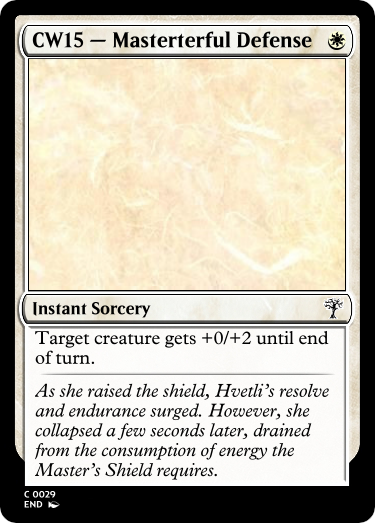 CW15 — Masterterful Defense
Instant Sorcery
Target creature gets +0/+2 until end
of turn.
As she raised the shield, Hvetli's resolve
and endurance surged. However, she
collapsed a few seconds later, drained
from the consumption of energy the
Master's Shield requires.
C 0029
END